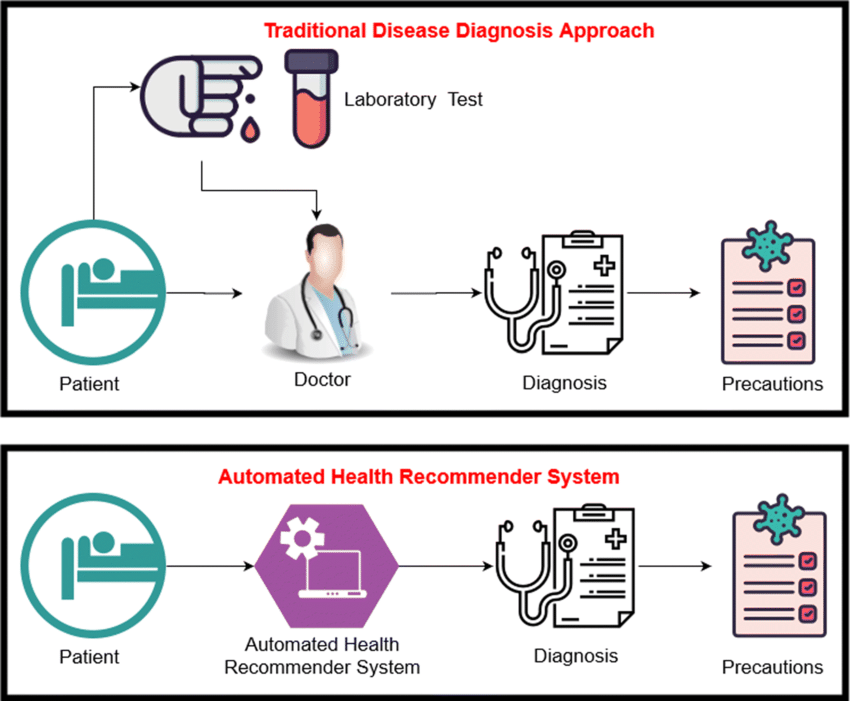 Traditional Disease Diagnosis Approach
Laboratory Test
Patient
Doctor
Diagnosis
Precautions
Automated Health Recommender System
Patient
Automated Health
Recommender System
Diagnosis
Precautions